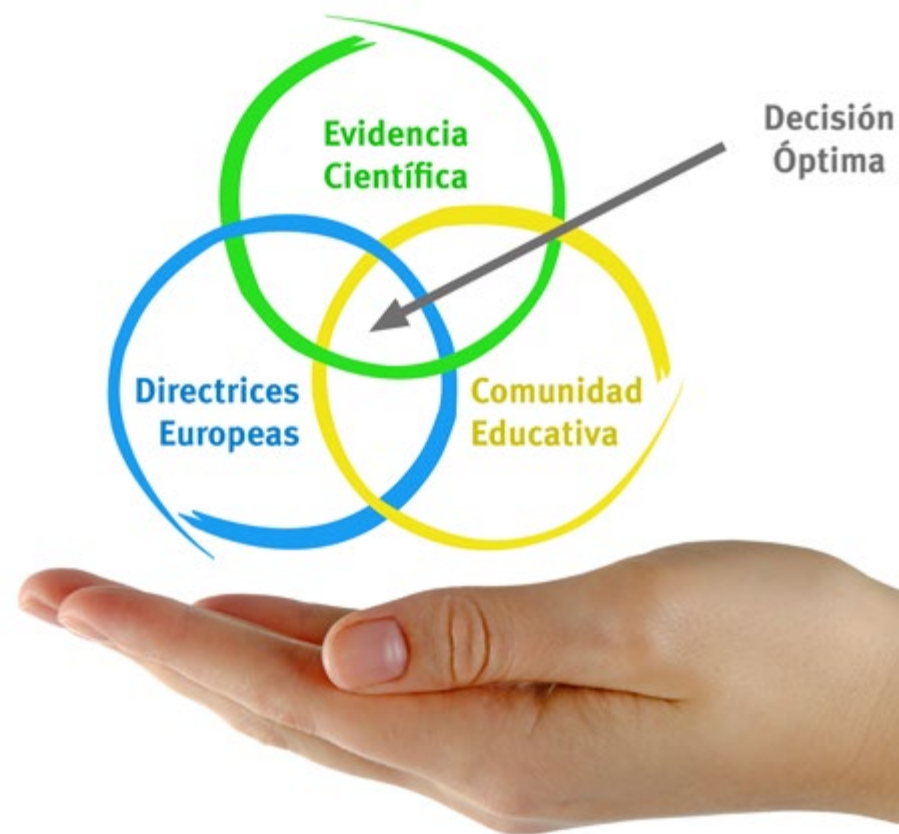 Evidencia
Científica
Decisión
Óptima
Directrices
Europeas
Comunidad
Educativa